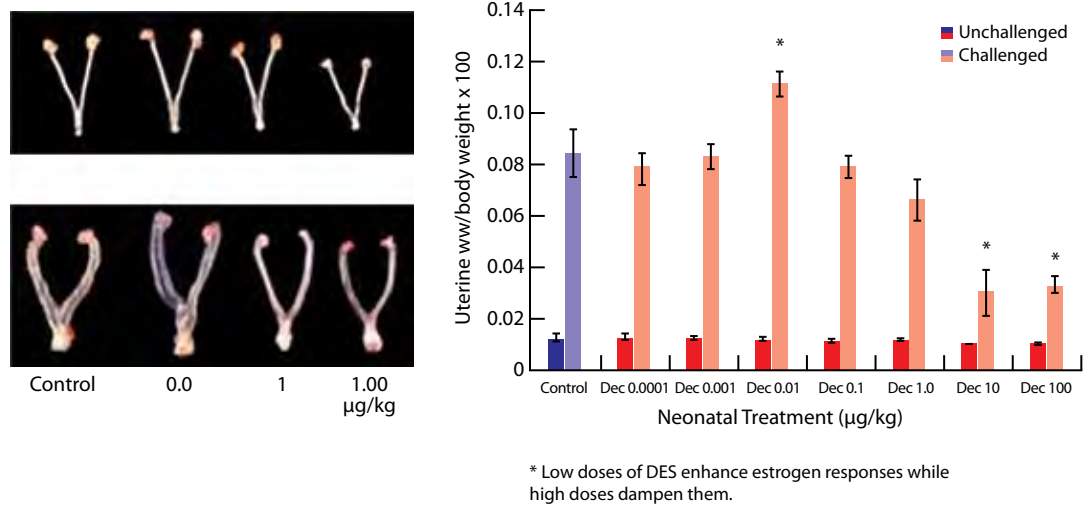 Control 0.0 1 1.00
µg/kg
Uterine ww/body weight x 100
0.14
0.12
0.10
0.08
0.06
0.04
0.02
0
Unchallenged
Challenged
*
*
*
Control Dec 0.0001 Dec 0.001 Dec 0.01 Dec 0.1 Dec 1.0 Dec 10 Dec 100
Neonatal Treatment (µg/kg)
* Low doses of DES enhance estrogen responses while
high doses dampen them.